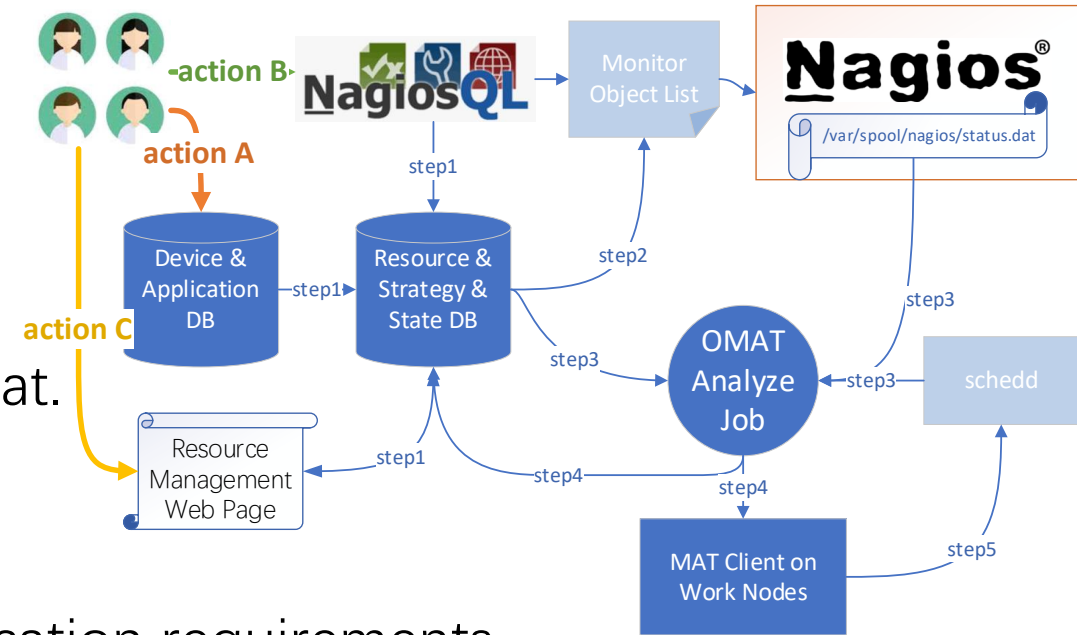 action B
NagiosQL
Monitor
Object List
Nagios®
/var/spool/nagios/status.dat
action A
step1
Device &
Application
DB
step1
Resource &
Strategy &
State DB
step2
step3
step3
action C
at.
OMAT
Analyze
Job
step3
schedd
Resource
Management
Web Page
step1
step4
step4
MAT Client on
Work Nodes
step5
requirements